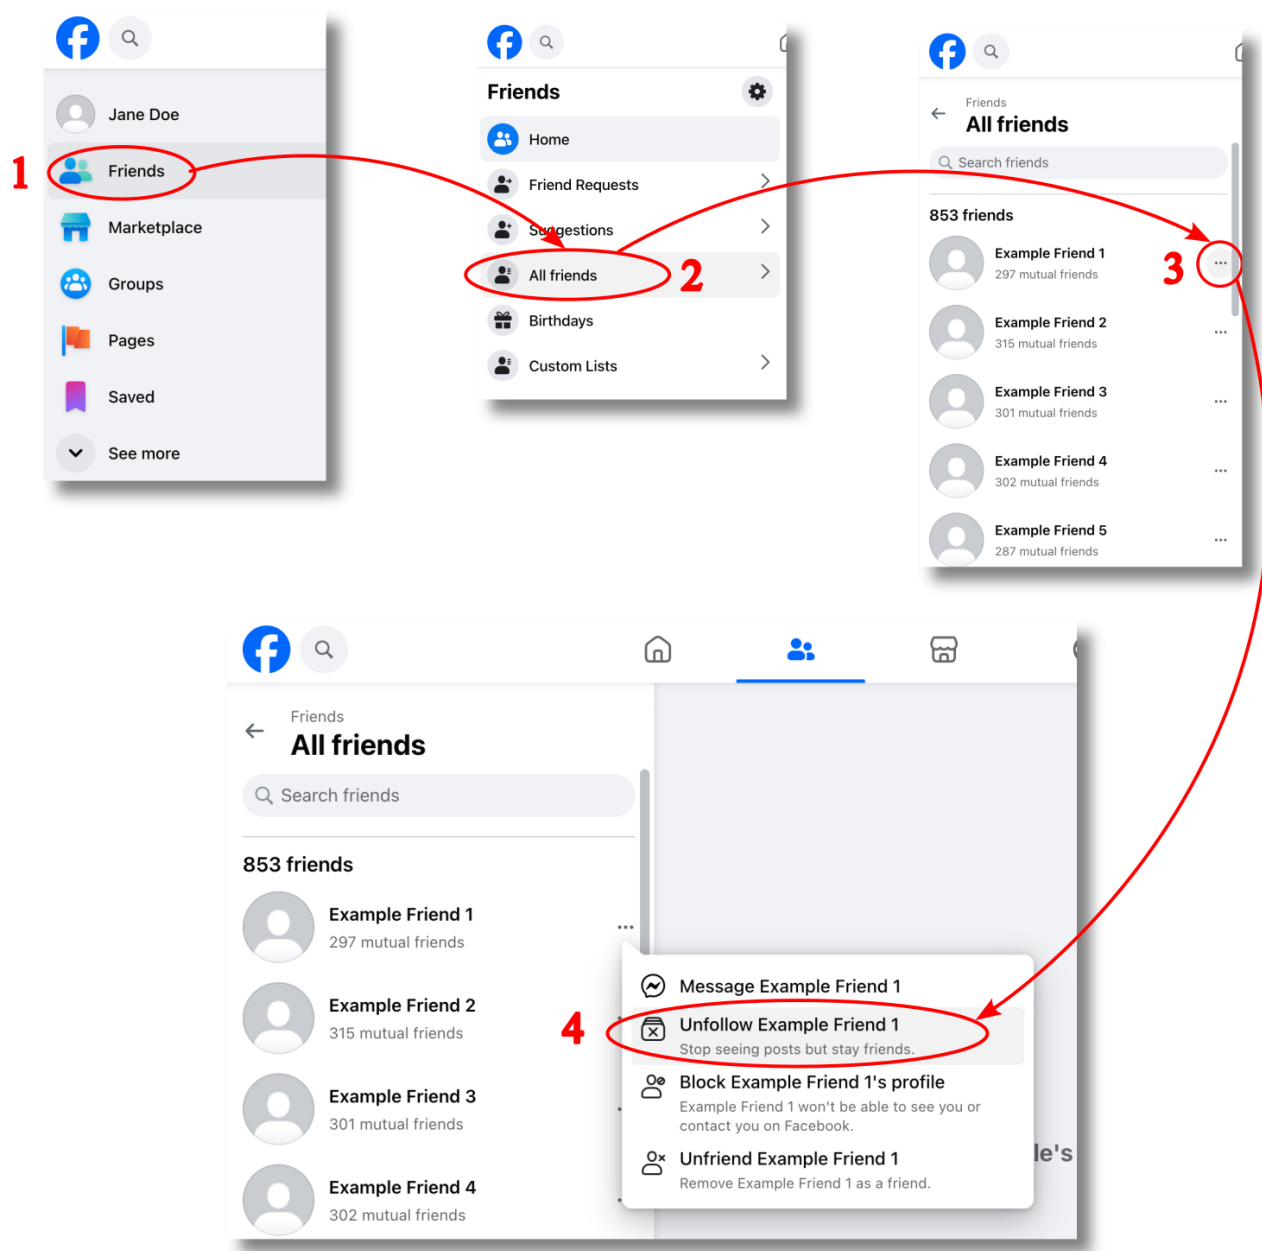 Jane Doe
1
Friends
Marketplace
Groups
Pages
Saved
See more
Friends
Home
Friend Requests
Suggestions
All friends
2
Birthdays
Custom Lists
Friends
All friends
Search friends
853 friends
Example Friend 1
297 mutual friends
3
Example Friend 2
315 mutual friends
Example Friend 3
301 mutual friends
Example Friend 4
302 mutual friends
Example Friend 5
287 mutual friends
Friends
All friends
Search friends
853 friends
Example Friend 1
297 mutual friends
Example Friend 2
315 mutual friends
Example Friend 3
301 mutual friends
Example Friend 4
302 mutual friends
Message Example Friend 1
4
Unfollow Example Friend 1
Stop seeing posts but stay friends.
Block Example Friend 1's profile
Example Friend 1 won't be able to see you or
contact you on Facebook.
Unfriend Example Friend 1
Remove Example Friend 1 as a friend.
le's